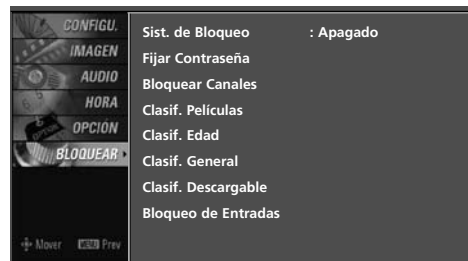 CONFIGU.
IMAGEN
AUDIO
HORA
OPCIÓN
BLOQUEAR
Mover MENU Prev
Sist. de Bloqueo : Apagado
Fijar Contraseña
Bloquear Canales
Clasif. Películas
Clasif. Edad
Clasif. General
Clasif. Descargable
Bloqueo de Entradas